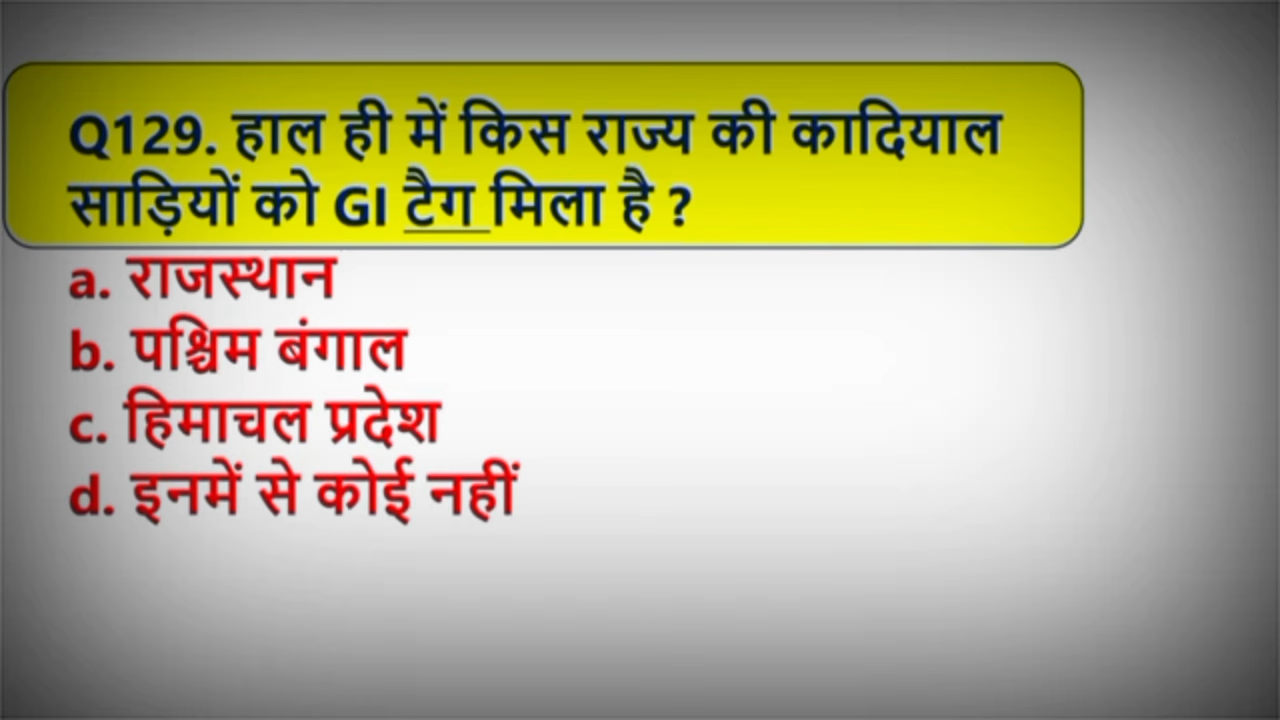 Q129. हाल ही में किस राज्य की कादियाल
साड़ियों को GI टैग मिला है ?
a. राजस्थान
b. पश्चिम बंगाल
c. हिमाचल प्रदेश
d. इनमें से कोई नहीं